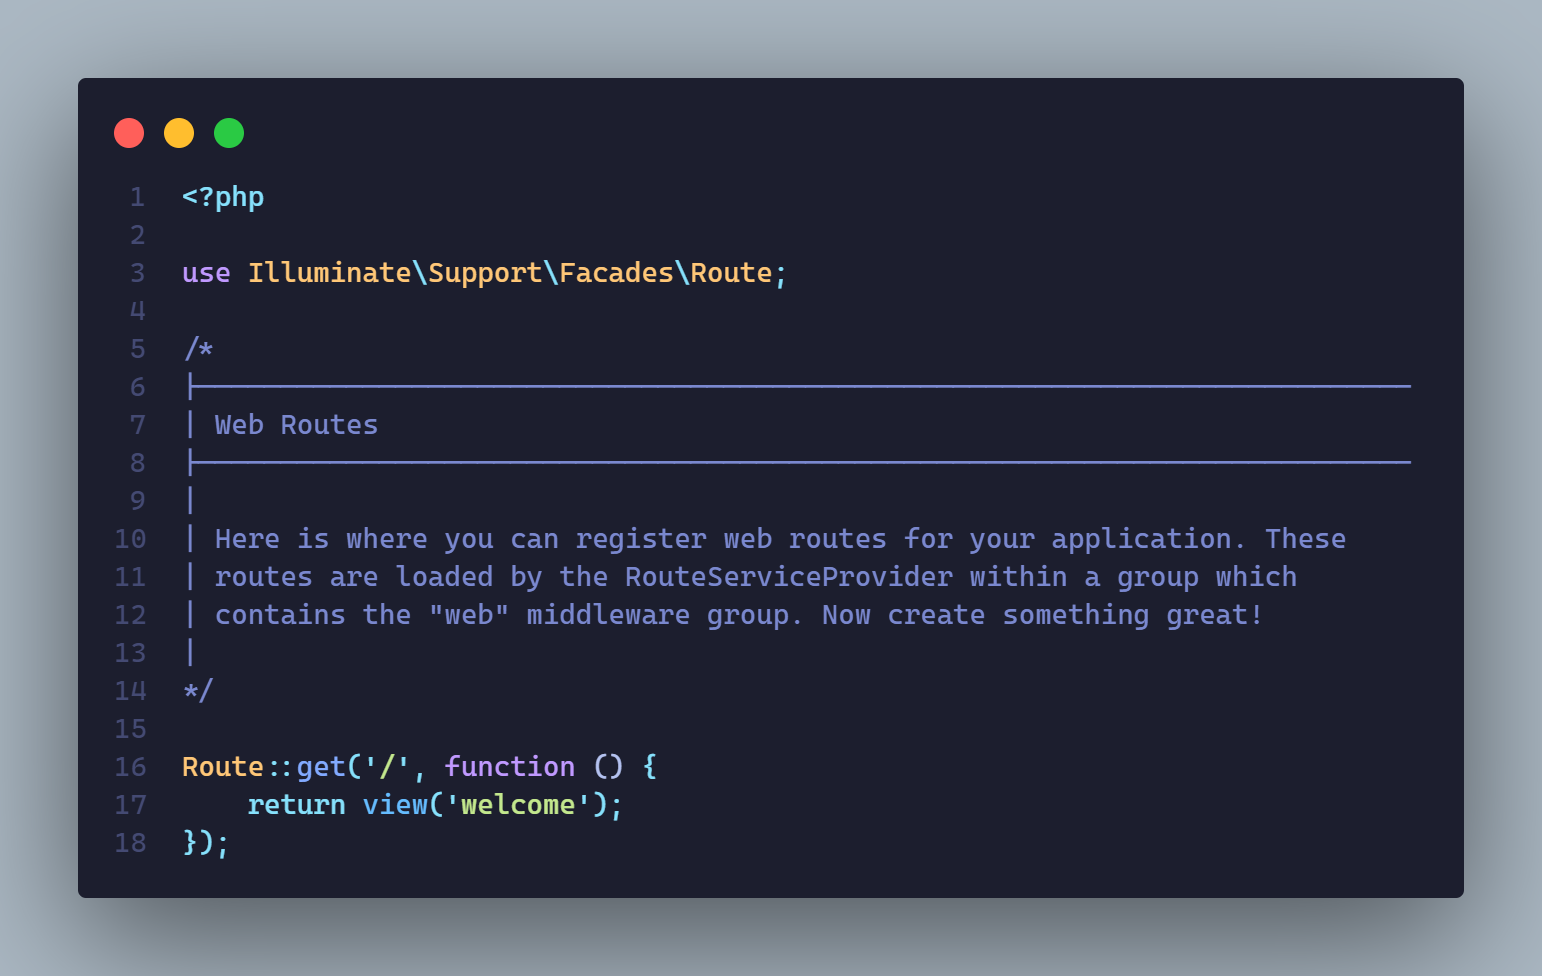 1 <?php
2
3 use Illuminate\Support\Facades\Route;
4
5 /*
6 |--------------------------------------------------------------------------
7 | Web Routes
8 |--------------------------------------------------------------------------
9 |
10 | Here is where you can register web routes for your application. These
11 | routes are loaded by the RouteServiceProvider within a group which
12 | contains the "web" middleware group. Now create something great!
13 |
14 */
15
16 Route::get('/', function () {
17     return view('welcome');
18 });